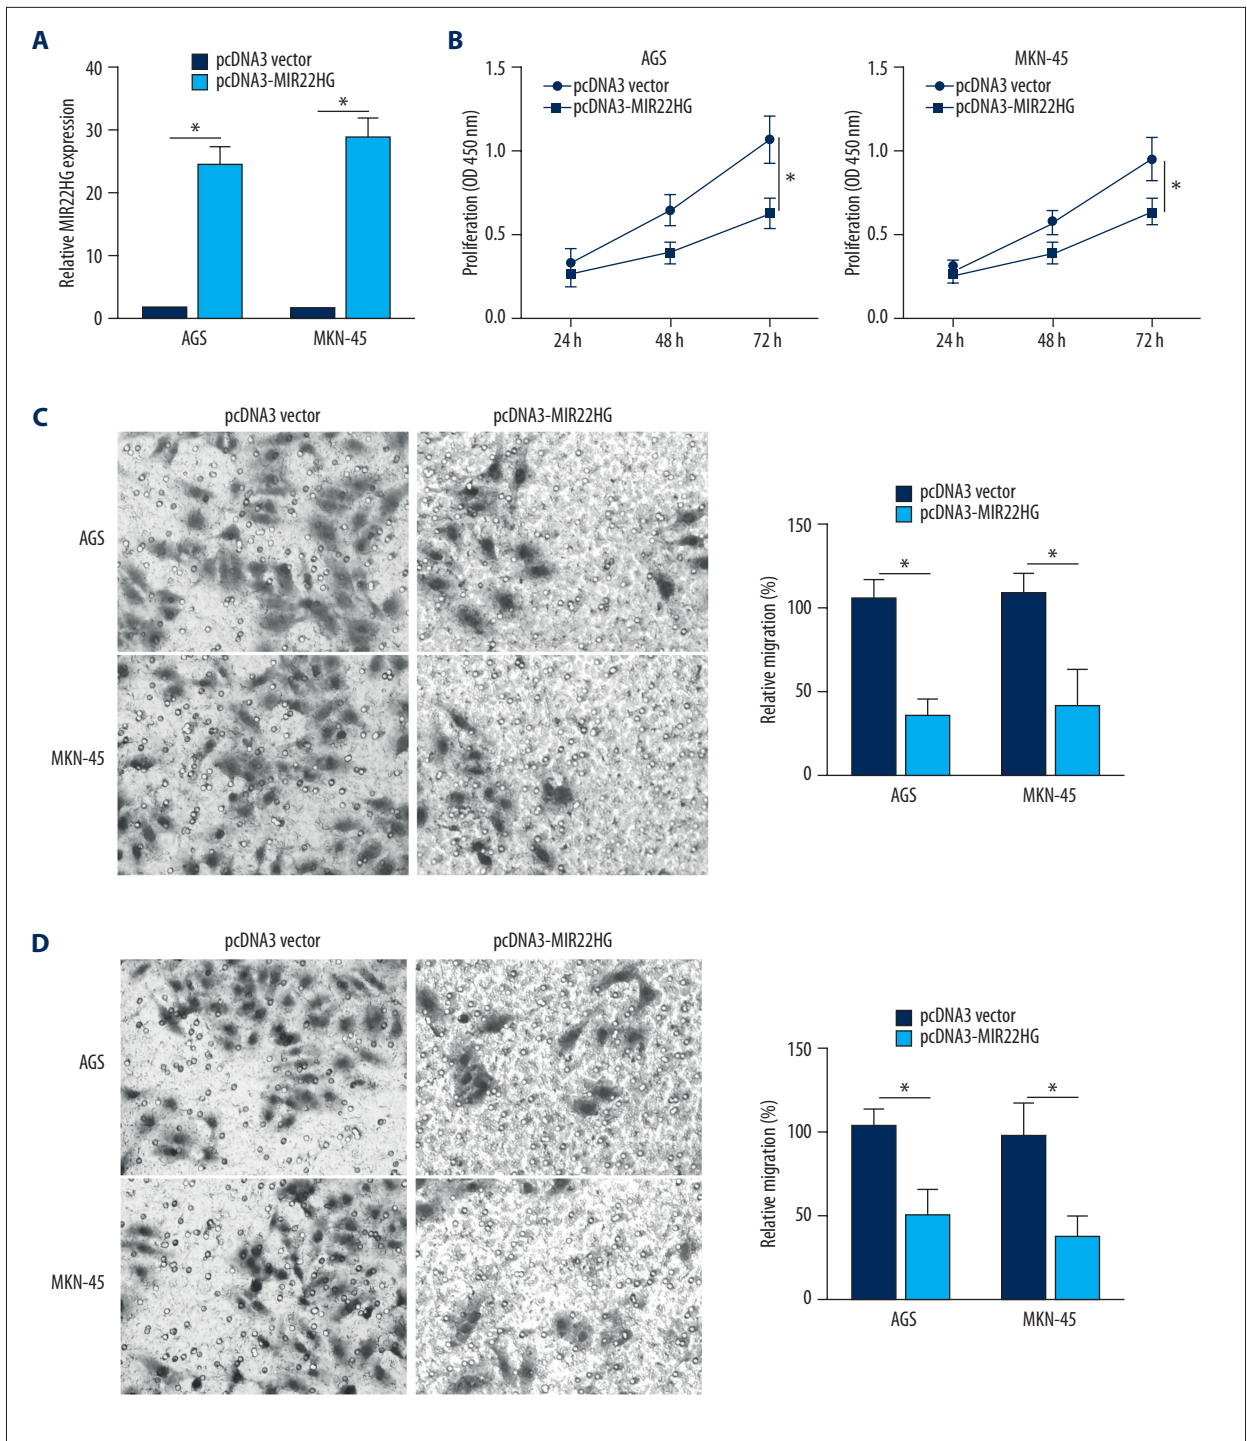 A
pcDNA3 vector
pcDNA3-MIR22HG
Relative MIR22HG expression
40
30
20
10
0
*
*
AGS
MKN-45
B
AGS
pcDNA3 vector
pcDNA3-MIR22HG
Proliferation (OD 450 nm)
1.5
1.0
0.5
0.0
*
24 h
48 h
72 h
MKN-45
pcDNA3 vector
pcDNA3-MIR22HG
Proliferation (OD 450 nm)
1.5
1.0
0.5
0.0
*
24 h
48 h
72 h
C
pcDNA3 vector
pcDNA3-MIR22HG
AGS
MKN-45
pcDNA3 vector
pcDNA3-MIR22HG
Relative migration (%)
150
100
50
0
*
*
AGS
MKN-45
D
pcDNA3 vector
pcDNA3-MIR22HG
AGS
MKN-45
pcDNA3 vector
pcDNA3-MIR22HG
Relative migration (%)
150
100
50
0
*
*
AGS
MKN-45